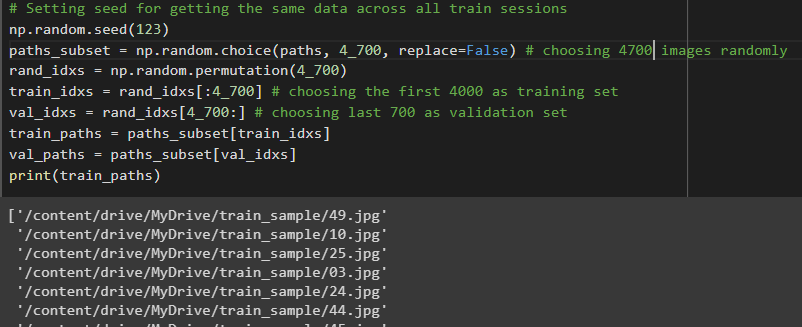 # Setting seed for getting the same data across all train sessions
np.random.seed(123)
paths_subset = np.random.choice(paths, 4_700, replace=False) # choosing 4700 images randomly
rand_idxs = np.random.permutation(4_700)
train_idxs = rand_idxs[:4_700] # choosing the first 4000 as training set
val_idxs = rand_idxs[4_700:] # choosing last 700 as validation set
train_paths = paths_subset[train_idxs]
val_paths = paths_subset[val_idxs]
print(train_paths)
['/content/drive/MyDrive/train_sample/49.jpg'
'/content/drive/MyDrive/train_sample/10.jpg'
'/content/drive/MyDrive/train_sample/25.jpg'
'/content/drive/MyDrive/train_sample/03.jpg'
'/content/drive/MyDrive/train_sample/24.jpg'
'/content/drive/MyDrive/train_sample/44.jpg'